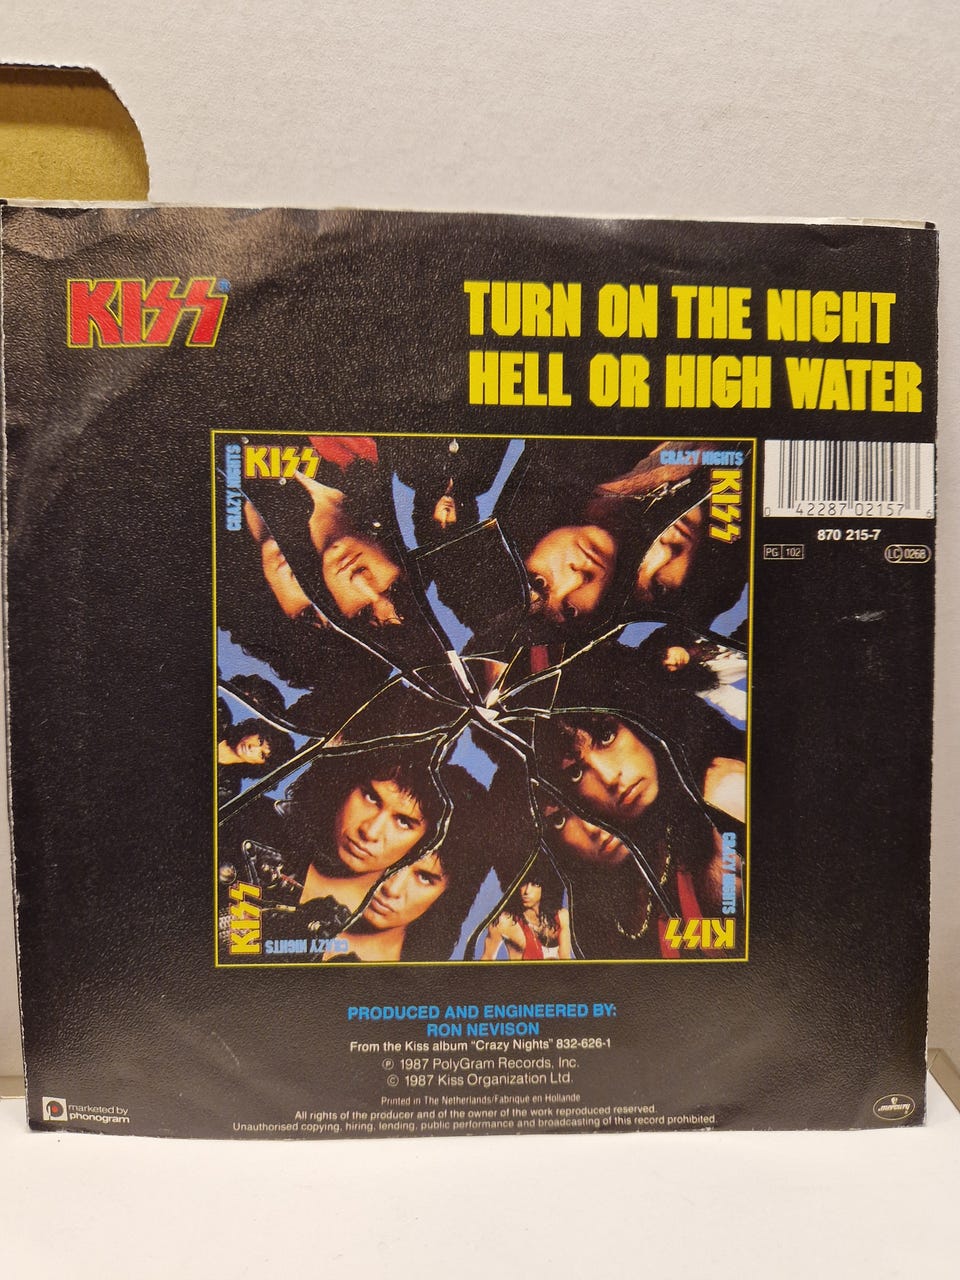 KISS®
TURN ON THE NIGHT
HELL OR HIGH WATER
CRAZY NIGHTS
KISS
CRAZY NIGHTS
KISS
0 42287 02157 6
870 215-7
PG 102
LC 0268
KISS
CRAZY NIGHTS
CRAZY NIGHTS
KISS
PRODUCED AND ENGINEERED BY:
RON NEVISON
From the Kiss album "Crazy Nights" 832-626-1
℗ 1987 PolyGram Records, Inc.
© 1987 Kiss Organization Ltd.
Printed in The Netherlands/Fabriqué en Hollande
marketed by
phonogram
All rights of the producer and of the owner of the work reproduced reserved.
Unauthorised copying, hiring, lending, public performance and broadcasting of this record prohibited.
mercury